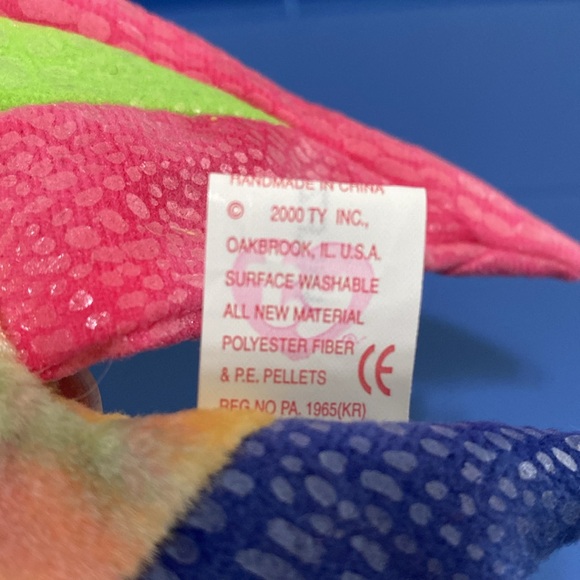 HANDMADE IN CHINA
© 2000 TY INC.,
OAKBROOK, IL. U.S.A.
SURFACE WASHABLE
ALL NEW MATERIAL
POLYESTER FIBER
& P.E. PELLETS CE
REG.NO PA. 1965(KR)